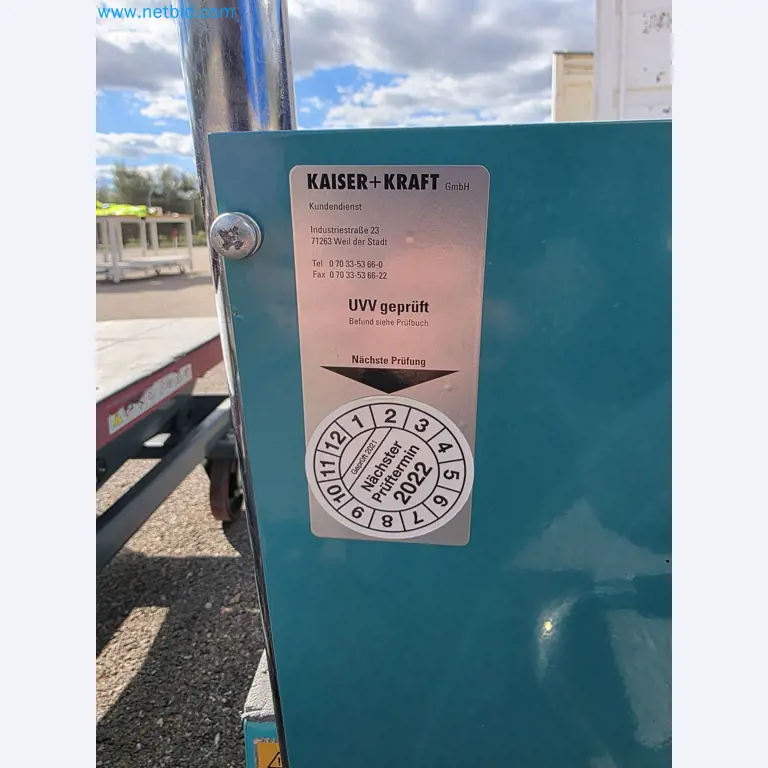 www.netbid.com
KAISER+KRAFT GmbH
Kundendienst
Industriestraße 23
71263 Weil der Stadt
Tel 0 70 33-53 66-0
Fax 0 70 33-53 66-22
UVV geprüft
Befund siehe Prüfbuch
Nächste Prüfung
1 2 3 4 5 6 7 8 9 10 11 12
Geprüft 2021
Nächster
Prüftermin
2022